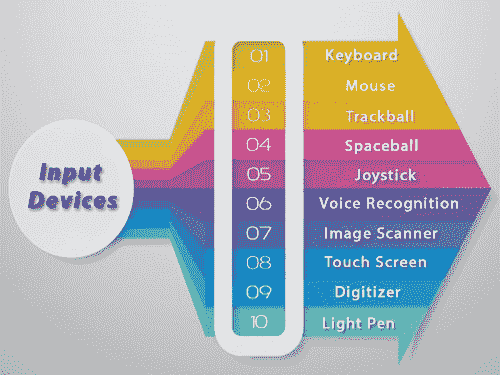 Input
Devices
01 Keyboard
02 Mouse
03 Trackball
04 Spaceball
05 Joystick
06 Voice Recognition
07 Image Scanner
08 Touch Screen
09 Digitizer
10 Light Pen